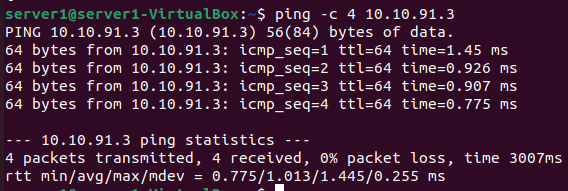 server1@server1-VirtualBox:~$ ping -c 4 10.10.91.3
PING 10.10.91.3 (10.10.91.3) 56(84) bytes of data.
64 bytes from 10.10.91.3: icmp_seq=1 ttl=64 time=1.45 ms
64 bytes from 10.10.91.3: icmp_seq=2 ttl=64 time=0.926 ms
64 bytes from 10.10.91.3: icmp_seq=3 ttl=64 time=0.907 ms
64 bytes from 10.10.91.3: icmp_seq=4 ttl=64 time=0.775 ms

--- 10.10.91.3 ping statistics ---
4 packets transmitted, 4 received, 0% packet loss, time 3007ms
rtt min/avg/max/mdev = 0.775/1.013/1.445/0.255 ms